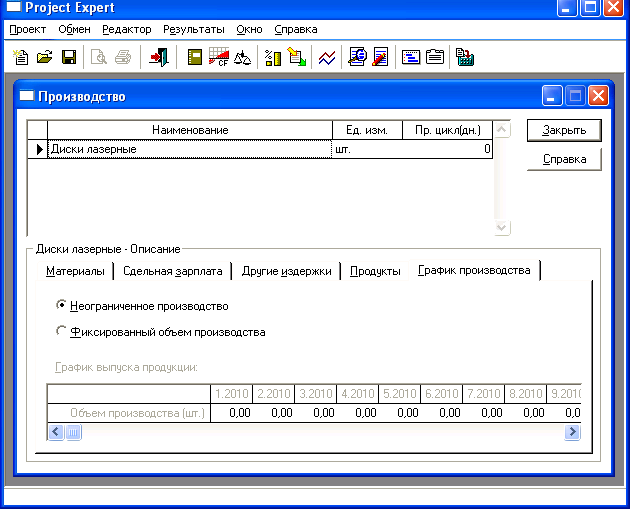 Project Expert
Проект Обмен Редактор Результаты Окно Справка
CF
Производство
Наименование Ед. изм. Пр. цикл(дн.)
Диски лазерные шт. 0
Закрыть
Справка
Диски лазерные - Описание
Материалы Сдельная зарплата Другие издержки Продукты График производства
Неограниченное производство
Фиксированный объем производства
График выпуска продукции:
1.2010 2.2010 3.2010 4.2010 5.2010 6.2010 7.2010 8.2010 9.2010
Объем производства (шт.) 0,00 0,00 0,00 0,00 0,00 0,00 0,00 0,00 0,0